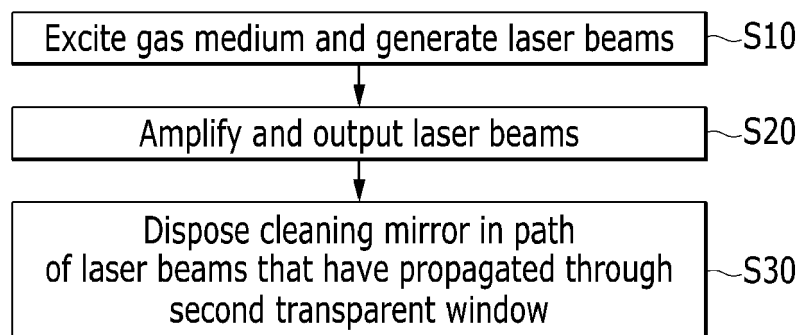 Excite gas medium and generate laser beams
S10
Amplify and output laser beams
S20
Dispose cleaning mirror in path
of laser beams that have propagated through
second transparent window
S30